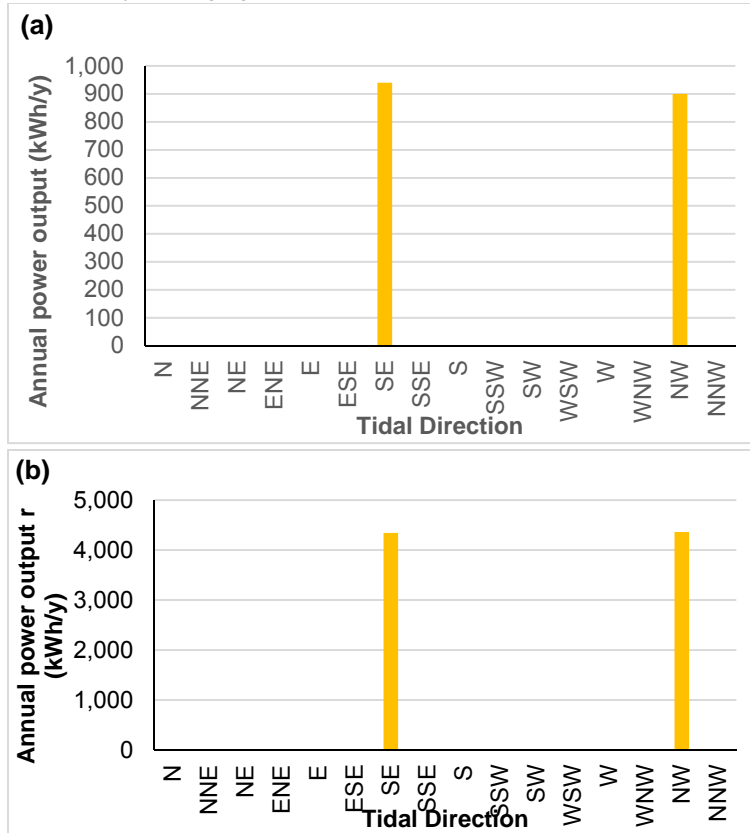 (a)
Annual power output (kWh/y)
1,000
900
800
700
600
500
400
300
200
100
0
N
NNE
NE
ENE
E
ESE
SE
SSE
S
SSW
SW
WSW
W
WNW
NW
NNW
Tidal Direction
(b)
Annual power output r
(kWh/y)
5,000
4,000
3,000
2,000
1,000
0
N
NNE
NE
ENE
E
ESE
SE
SSE
S
SSW
SW
WSW
W
WNW
NW
NNW
Tidal Direction